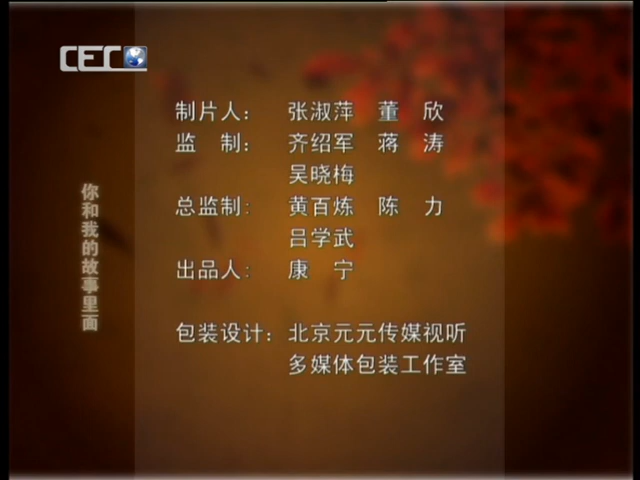 CETV
制片人： 张淑萍 董 欣
监 制： 齐绍军 蒋 涛
吴晓梅
总监制： 黄百炼 陈 力
吕学武
出品人： 康 宁
包装设计：北京元元传媒视听
多媒体包装工作室
你和我的故事里面